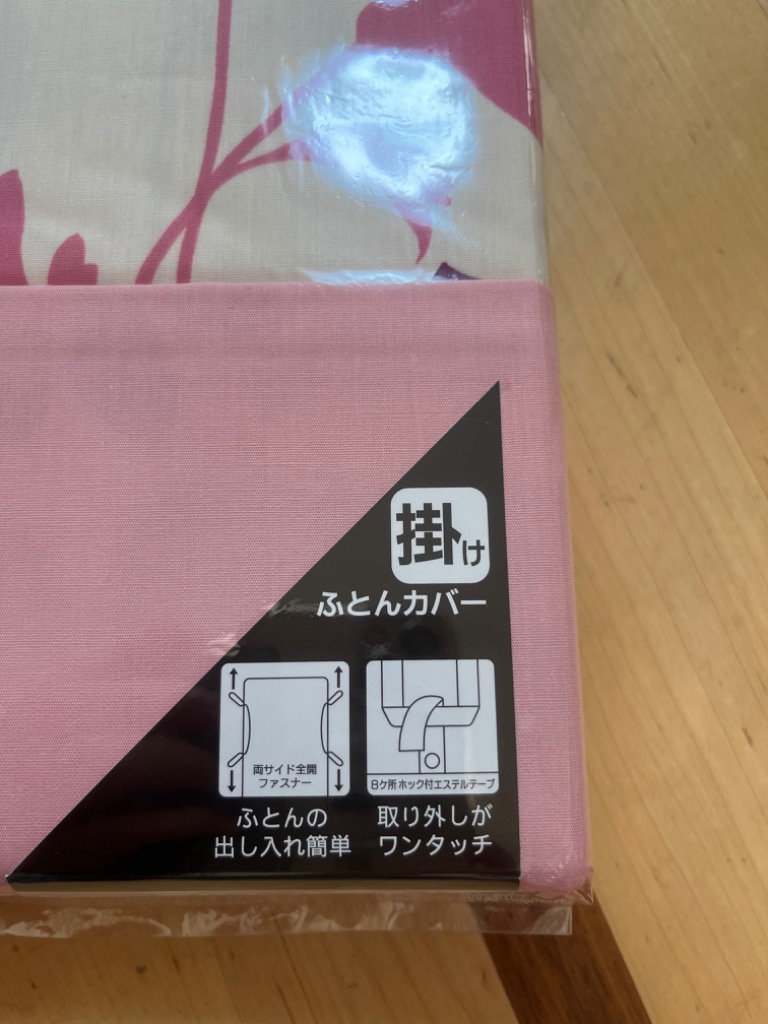 掛け
ふとんカバー
両サイド全開
ファスナー
8ケ所ホック付エステルテープ
ふとんの
出し入れ簡単
取り外しが
ワンタッチ